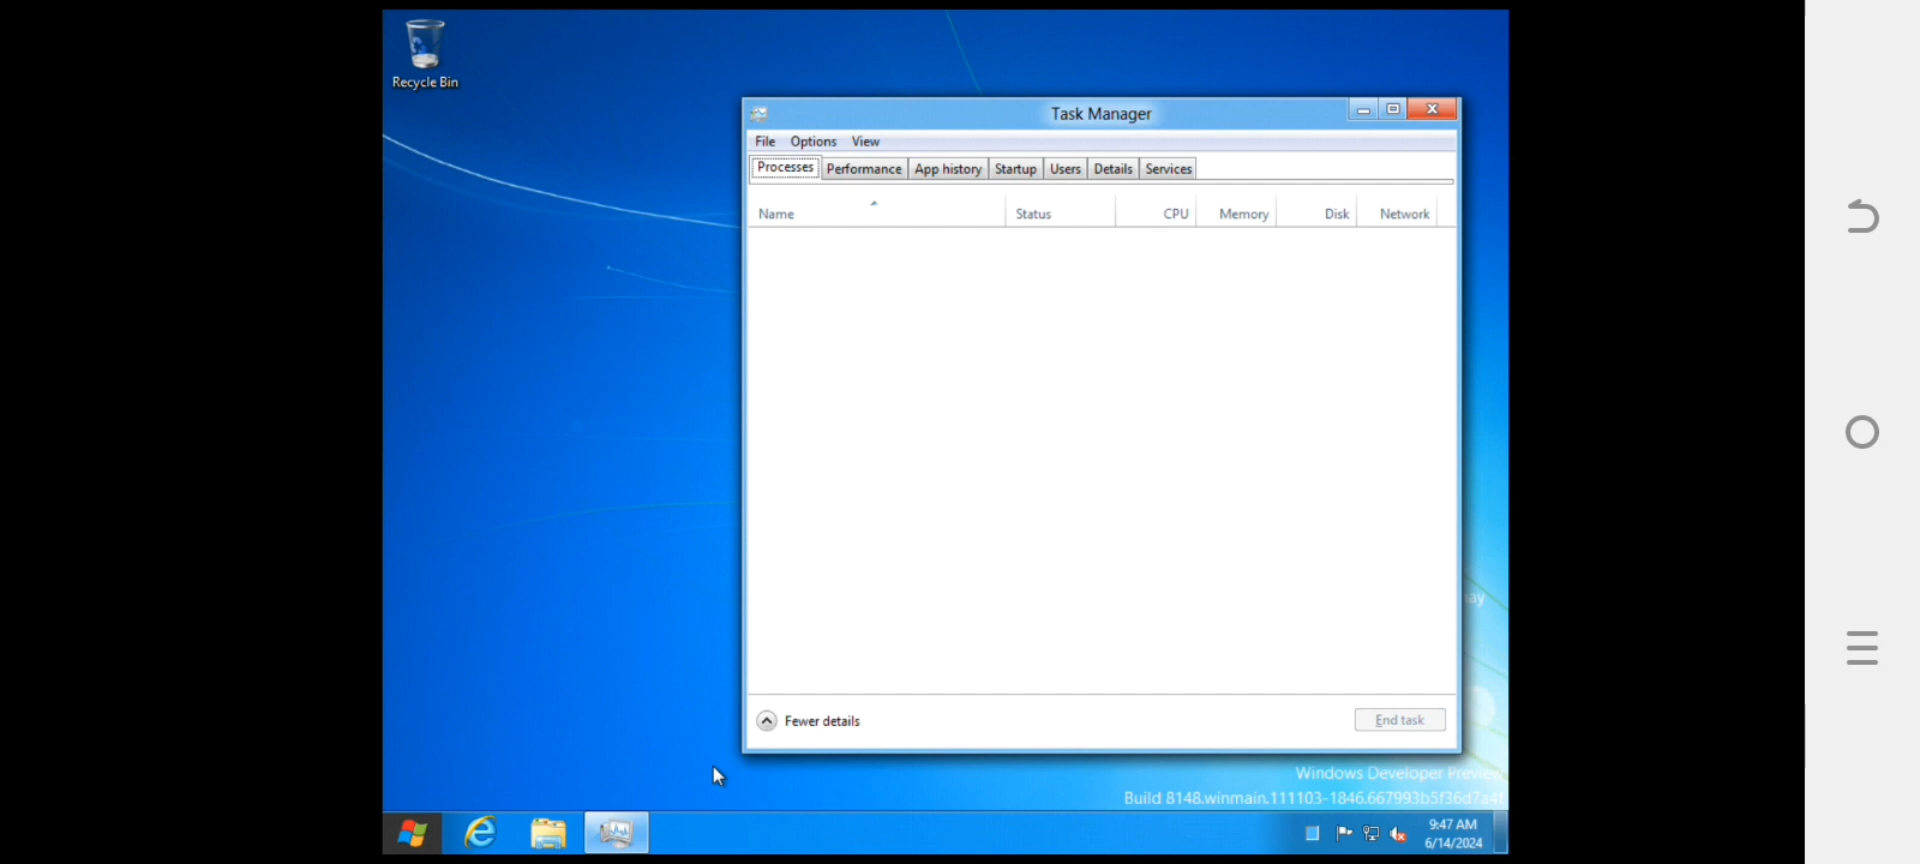 Recycle Bin
Task Manager
File Options View
Processes Performance App history Startup Users Details Services
Name Status CPU Memory Disk Network
Fewer details
End task
Windows Developer Preview
Build 8148.winmain.111103-1846.667993b5f36d7a4f
9:47 AM
6/14/2024